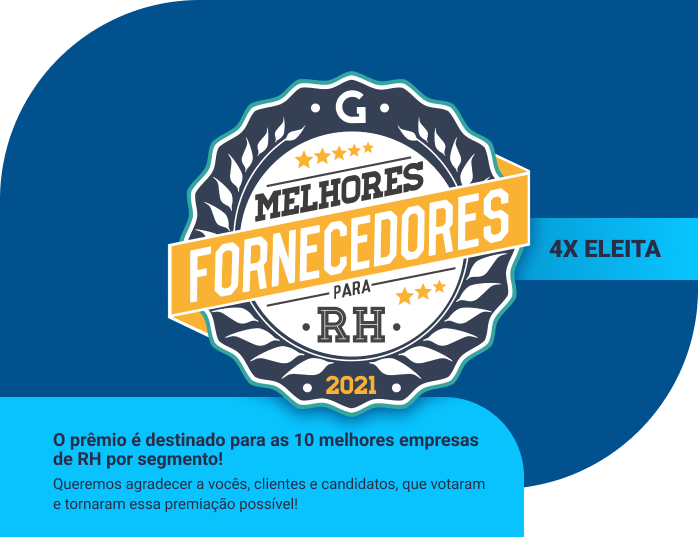 G
MELHORES
FORNECEDORES
PARA
RH
2021
4X ELEITA
O prêmio é destinado para as 10 melhores empresas
de RH por segmento!
Queremos agradecer a vocês, clientes e candidatos, que votaram
e tornaram essa premiação possível!